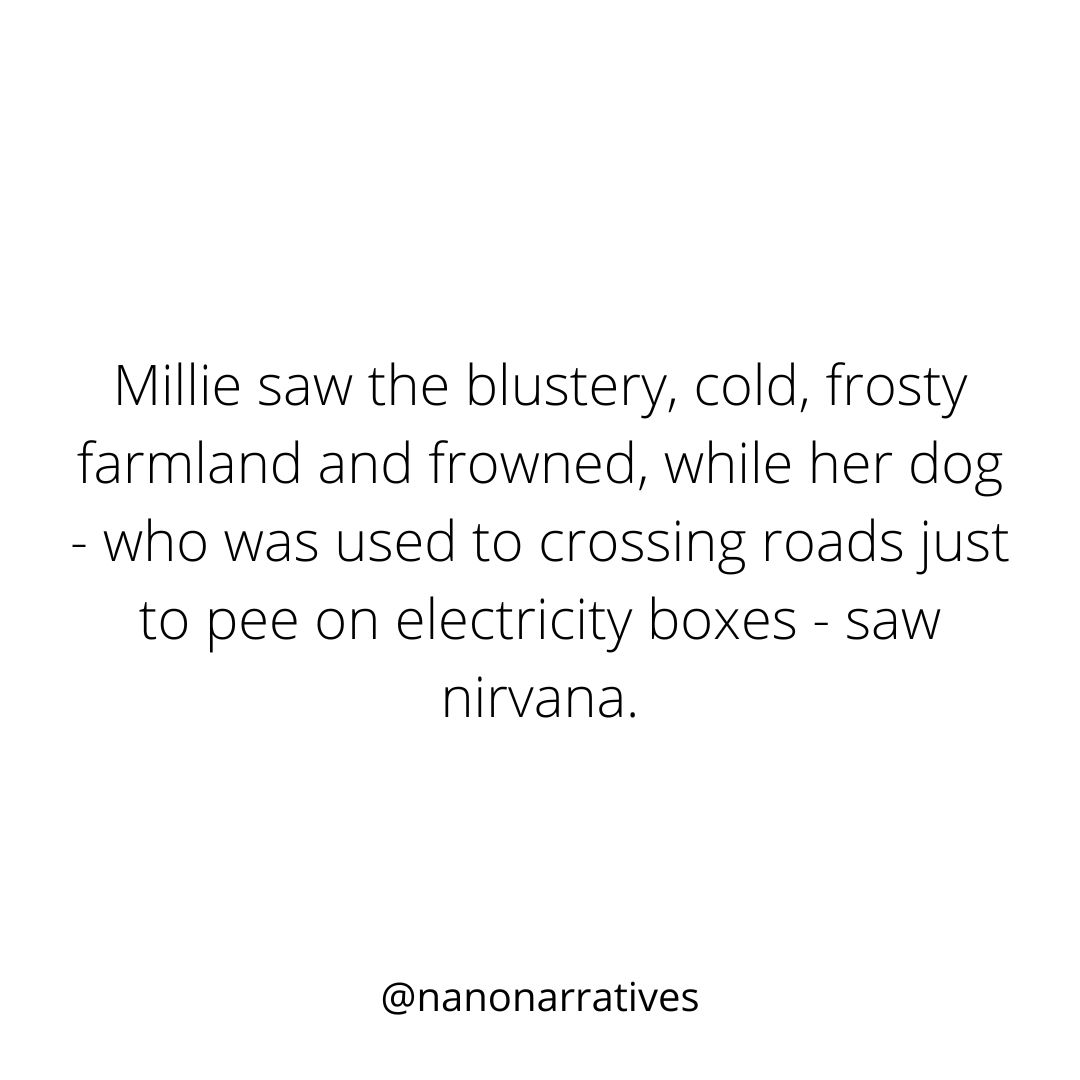 Millie saw the blustery, cold, frosty
farmland and frowned, while her dog
- who was used to crossing roads just
to pee on electricity boxes - saw
nirvana.
@nanonarratives